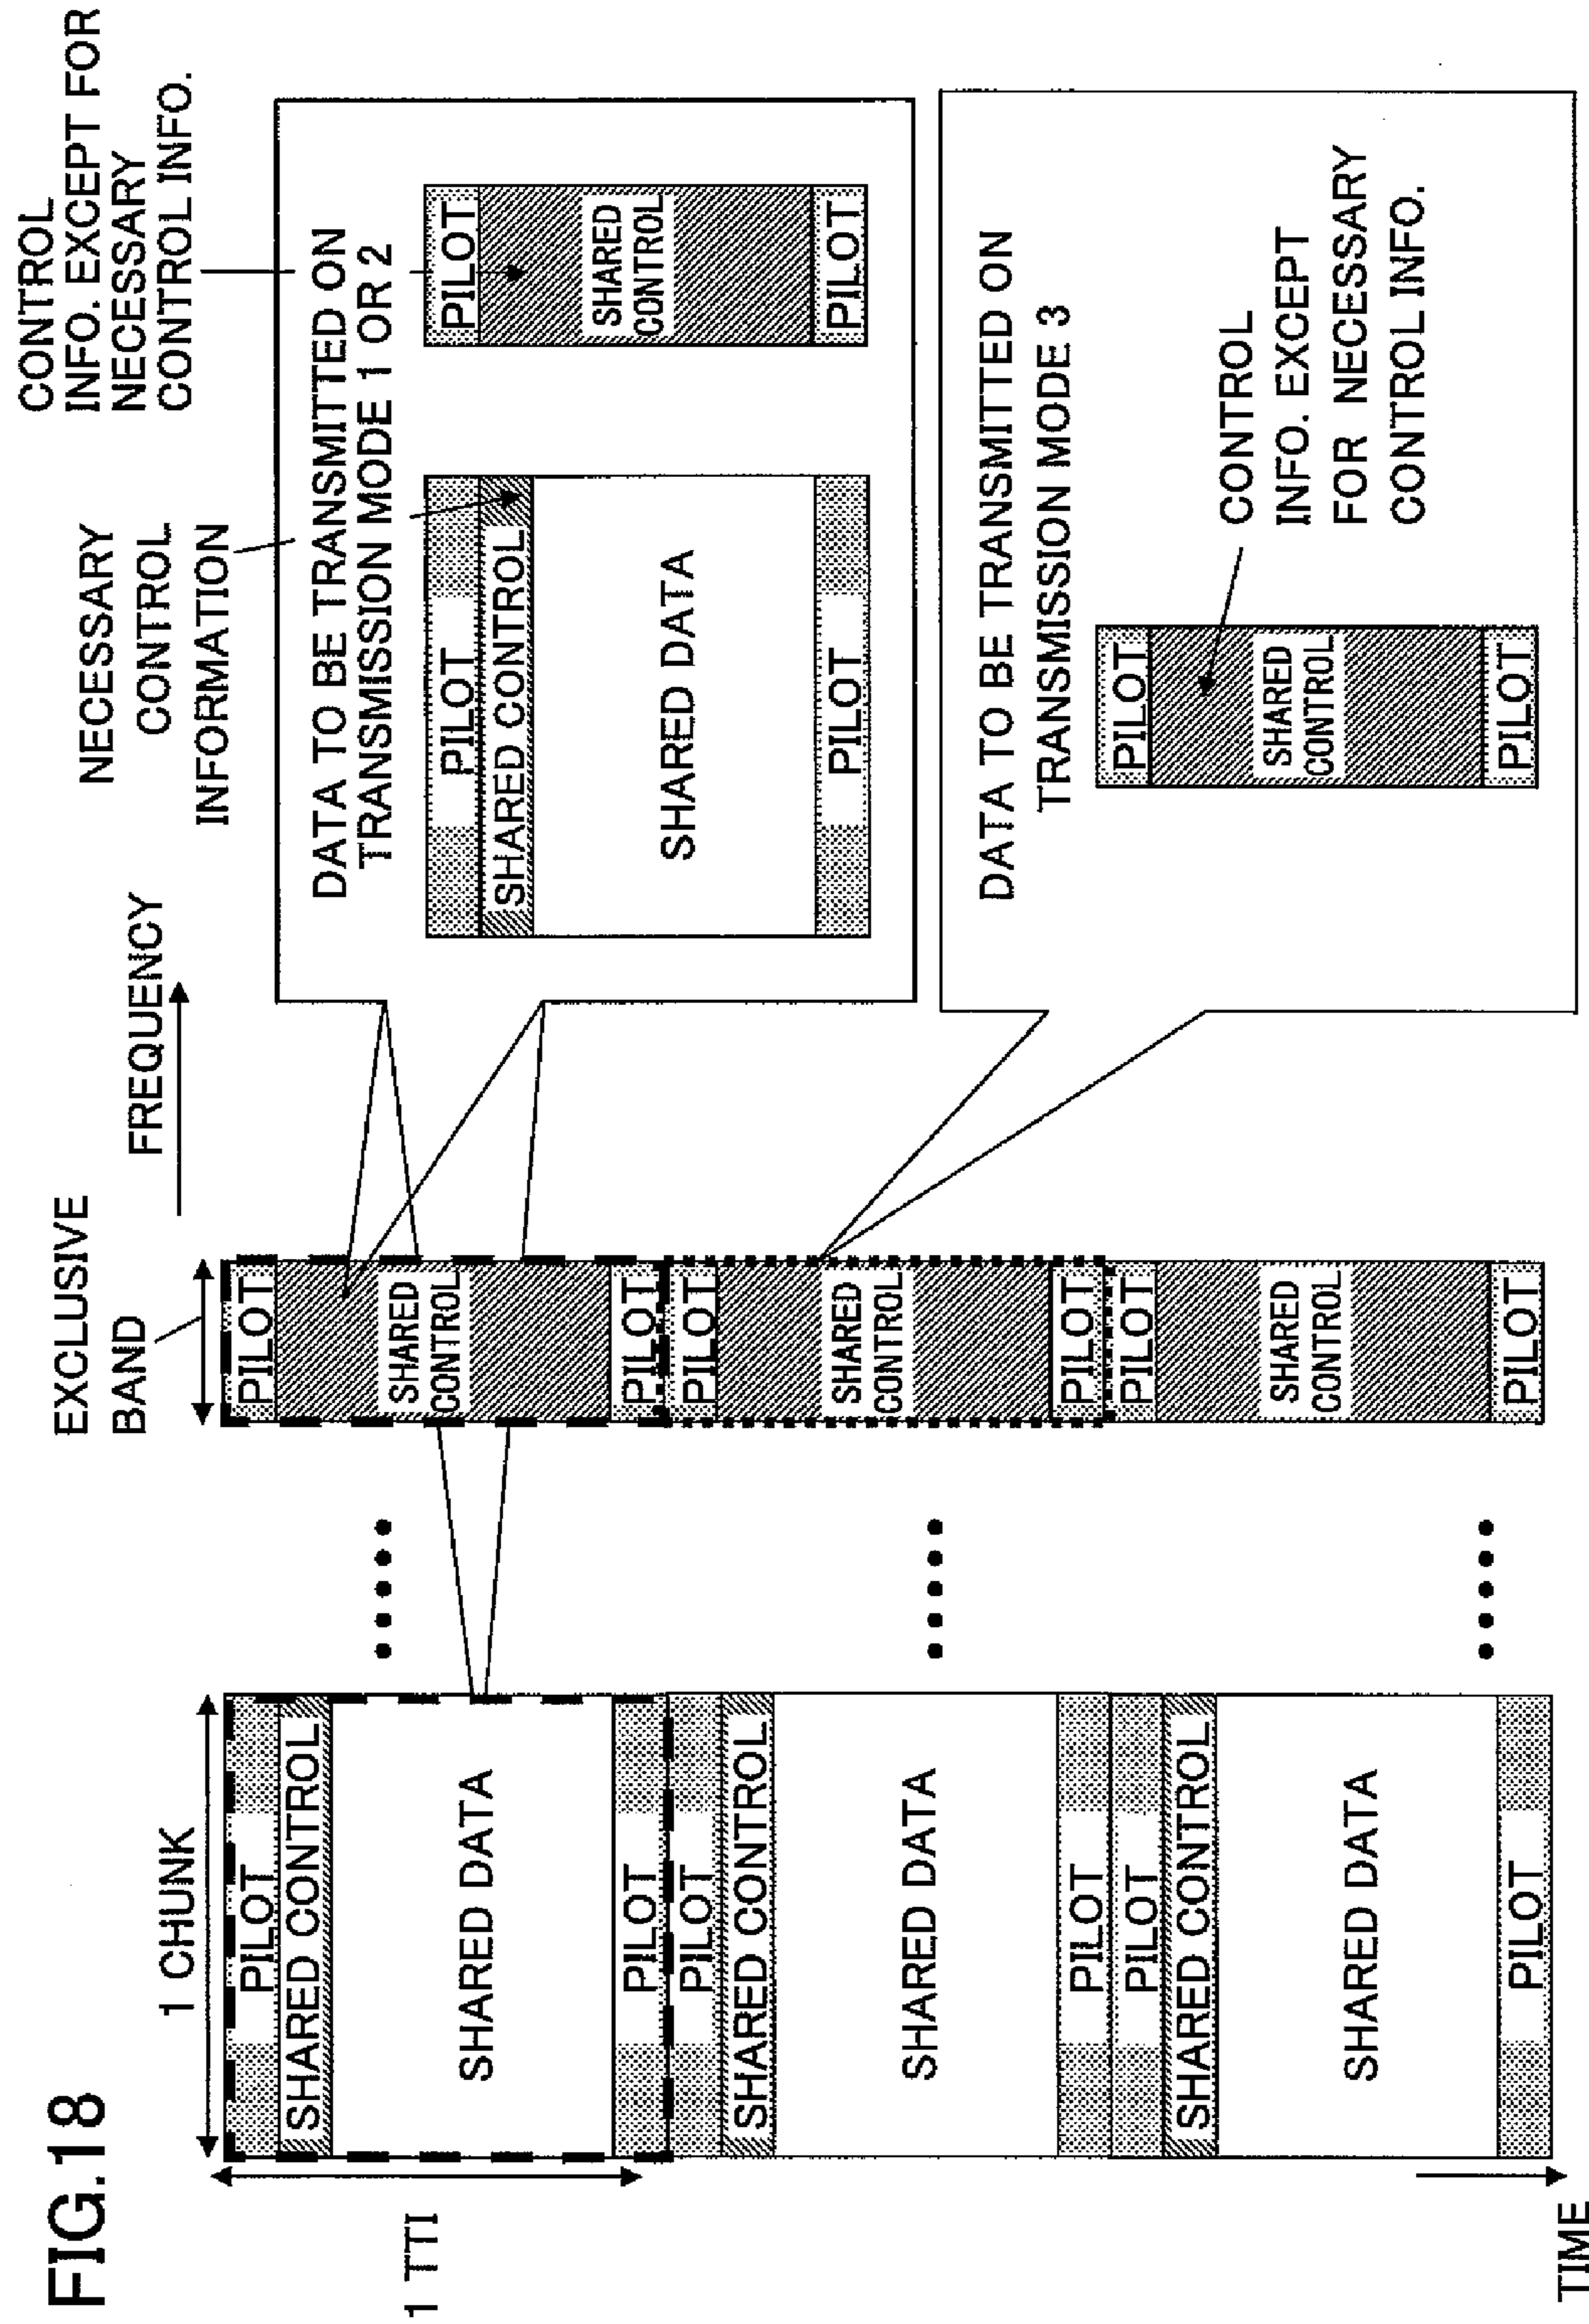 FIG.18
1 CHUNK
1 TTI
TIME
FREQUENCY
EXCLUSIVE
BAND
PILOT
SHARED CONTROL
SHARED DATA
PILOT
PILOT
SHARED CONTROL
SHARED DATA
PILOT
PILOT
SHARED CONTROL
SHARED DATA
PILOT
PILOT
SHARED
CONTROL
PILOT
PILOT
SHARED
CONTROL
PILOT
PILOT
SHARED
CONTROL
PILOT
NECESSARY
CONTROL
INFORMATION
CONTROL
INFO. EXCEPT FOR
NECESSARY
CONTROL INFO.
DATA TO BE TRANSMITTED ON
TRANSMISSION MODE 1 OR 2
PILOT
SHARED CONTROL
SHARED DATA
PILOT
PILOT
SHARED
CONTROL
PILOT
DATA TO BE TRANSMITTED ON
TRANSMISSION MODE 3
PILOT
SHARED
CONTROL
PILOT
CONTROL
INFO. EXCEPT
FOR NECESSARY
CONTROL INFO.